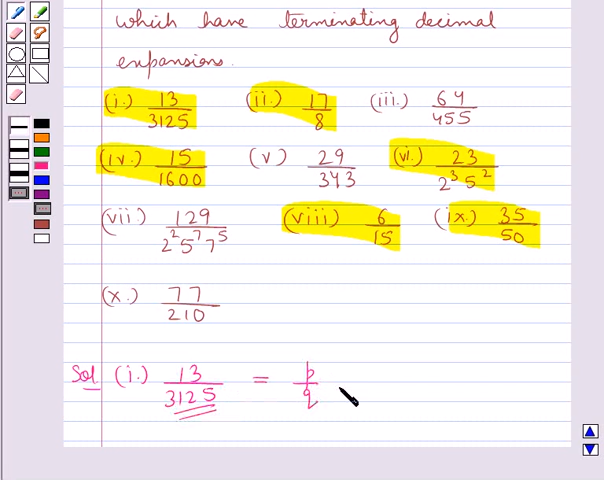 which have terminating decimal
expansions.
(i.) 13/3125 (ii.) 17/8 (iii.) 64/455
(iv.) 15/1600 (v) 29/343 (vi.) 23/2³5²
(vii.) 129/2²5⁷7⁵ (viii) 6/15 (ix.) 35/50
(x.) 77/210
Sol (i.) 13/3125 = p/q